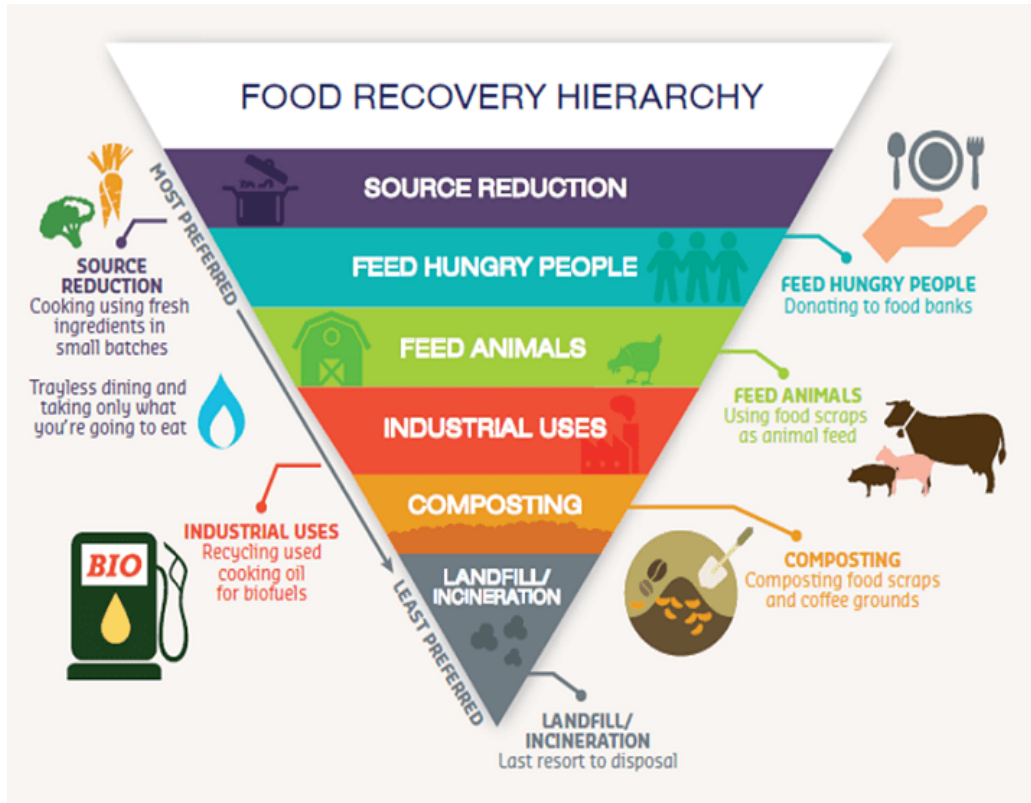 FOOD RECOVERY HIERARCHY
MOST PREFERRED
LEAST PREFERRED
SOURCE REDUCTION
FEED HUNGRY PEOPLE
FEED ANIMALS
INDUSTRIAL USES
COMPOSTING
LANDFILL/
INCINERATION
SOURCE
REDUCTION
Cooking using fresh
ingredients in
small batches
Trayless dining and
taking only what
you're going to eat
FEED HUNGRY PEOPLE
Donating to food banks
FEED ANIMALS
Using food scraps
as animal feed
INDUSTRIAL USES
Recycling used
cooking oil
for biofuels
BIO
COMPOSTING
Composting food scraps
and coffee grounds
LANDFILL/
INCINERATION
Last resort to disposal